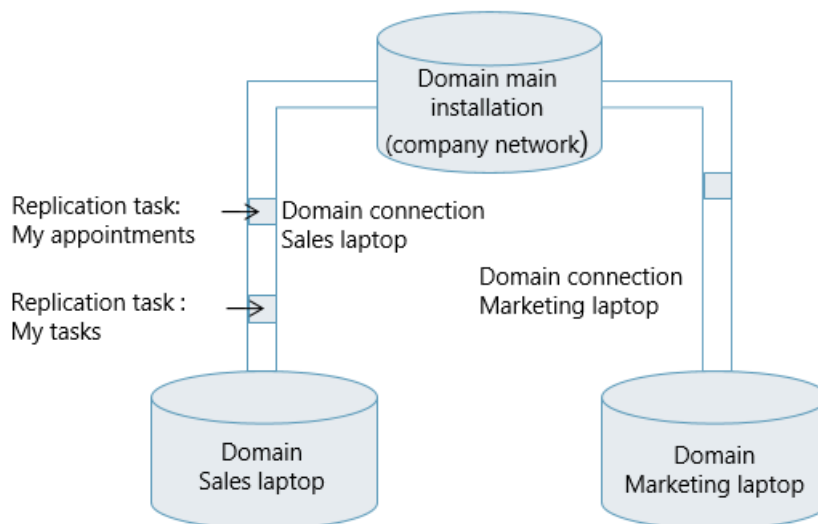 Domain main
installation
(company network)
Replication task:
My appointments
Domain connection
Sales laptop
Domain connection
Marketing laptop
Replication task :
My tasks
Domain
Sales laptop
Domain
Marketing laptop